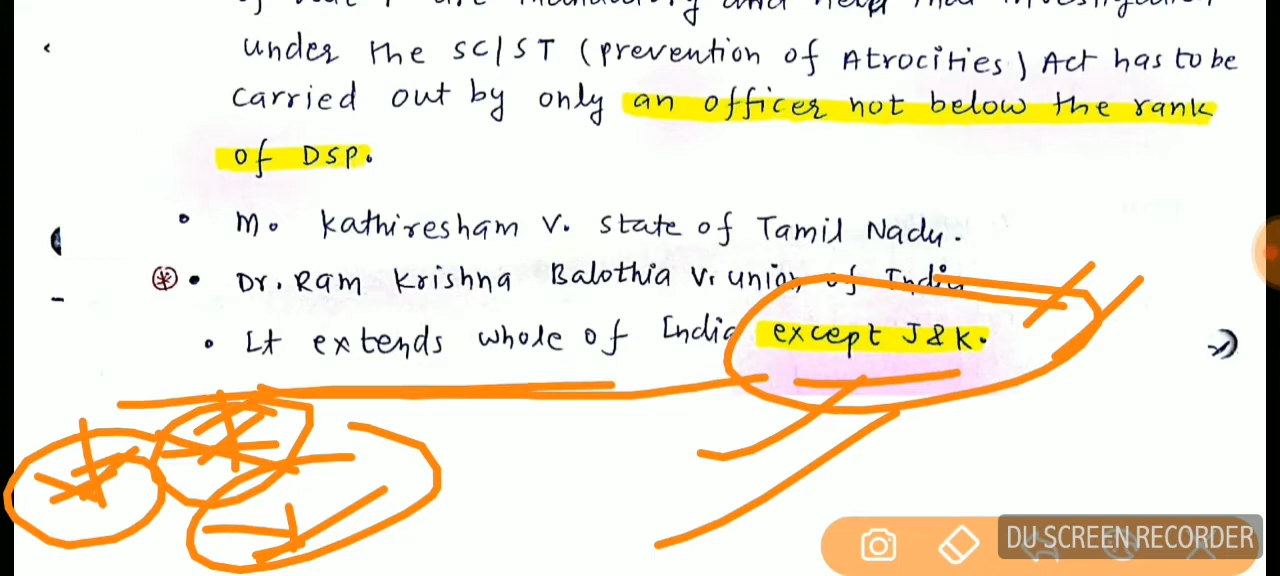 under the SC/ST (prevention of Atrocities) Act has to be
carried out by only an officer not below the rank
of DSP.
• M. Kathiresham V. State of Tamil Nadu.
• Dr. Ram Krishna Balothia V. union of India
• It extends whole of India except J&K.
DU SCREEN RECORDER